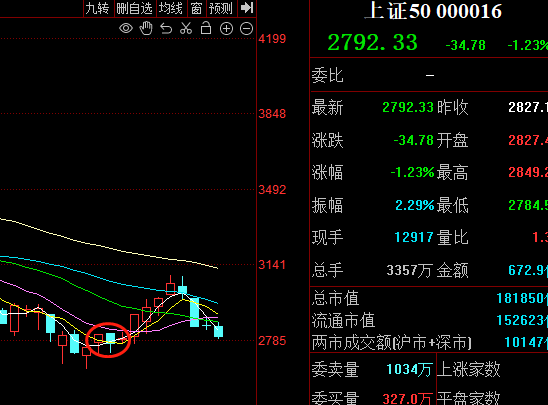 九转 删自选 均线 窗 预测
4199
3848
3492
3141
2785
上证50 000016
2792.33 -34.78 -1.23%
委比 –
最新 2792.33 昨收 2827.1
涨跌 -34.78 开盘 2827.4
涨幅 -1.23% 最高 2849.2
振幅 2.29% 最低 2784.5
现手 12917 量比 1.3
总手 3357万 金额 672.9
总市值 181850
流通市值 152623
两市成交额(沪市+深市) 10147
委卖量 1034万 上涨家数
委买量 327.0万 平盘家数